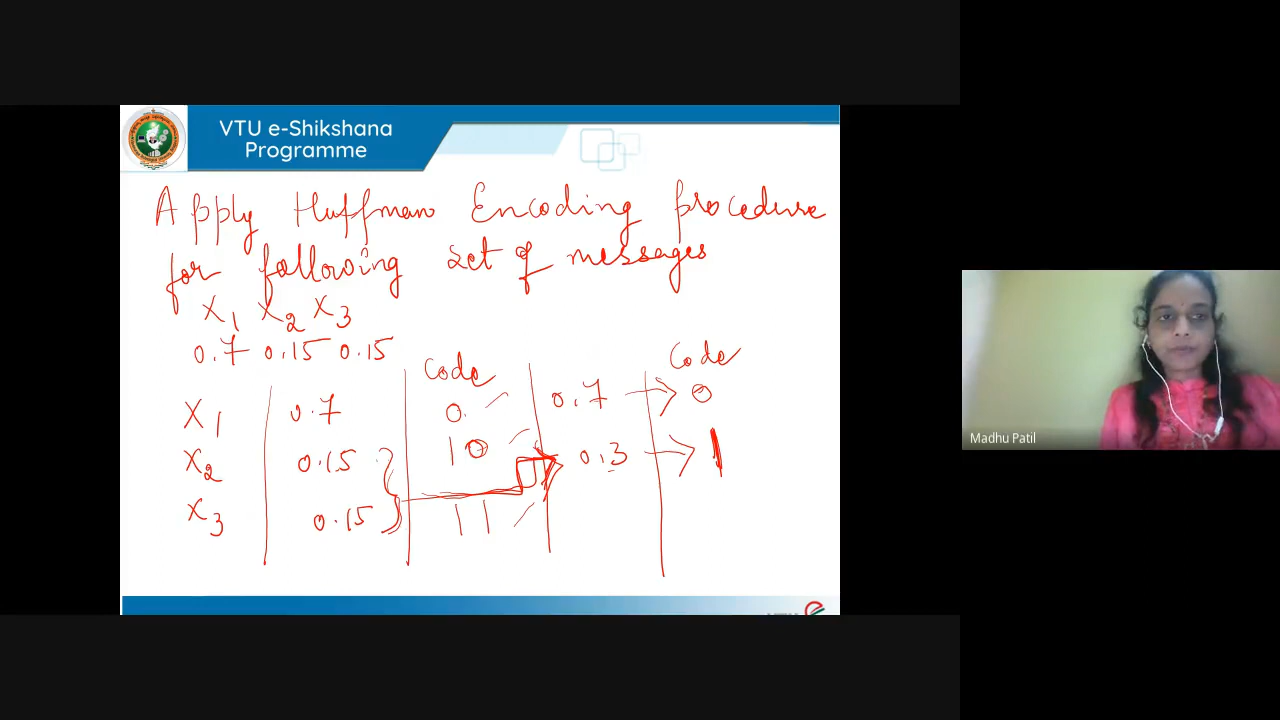 VTU e-Shikshana
Programme
Apply Huffman Encoding procedure
for following set of messages
X1 X2 X3
0.7 0.15 0.15
Code Code
X1 0.7 0 0.7 → 0
X2 0.15 10 0.3 → 1
X3 0.15 11
Madhu Patil